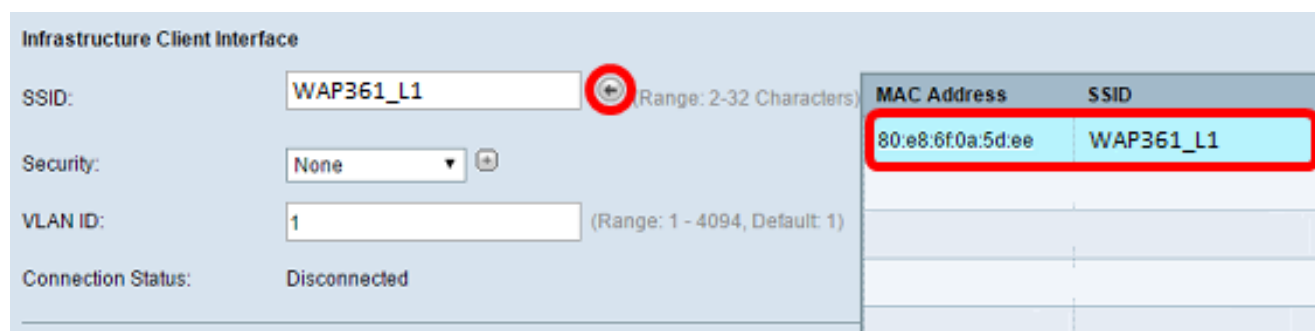 Infrastructure Client Interface
SSID: WAP361_L1 (Range: 2-32 Characters)
Security: None
VLAN ID: 1 (Range: 1 - 4094, Default: 1)
Connection Status: Disconnected
MAC Address SSID
80:e8:6f:0a:5d:ee WAP361_L1